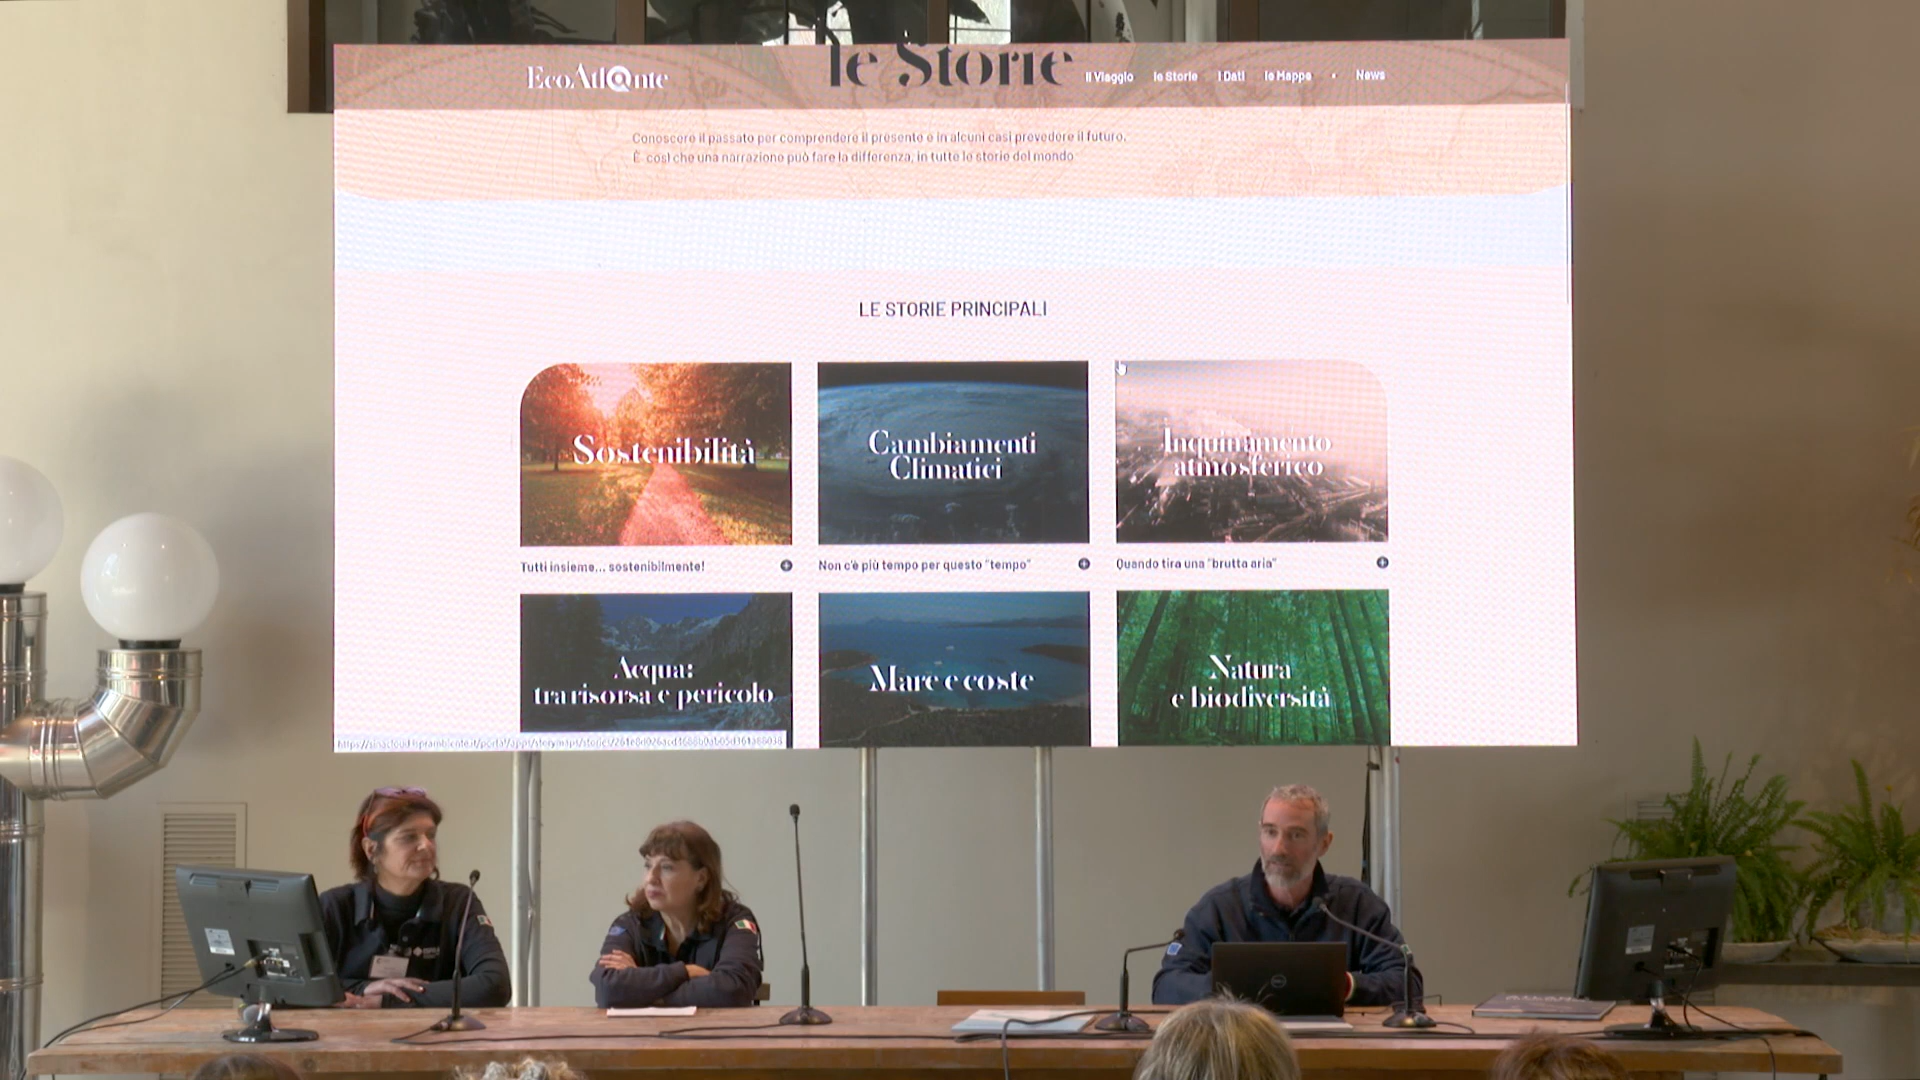 EcoAtl@nte
le Storie
Il Viaggio le Storie I Dati le Mappe • News
Conoscere il passato per comprendere il presente e in alcuni casi prevedere il futuro.
È così che una narrazione può fare la differenza, in tutte le storie del mondo
LE STORIE PRINCIPALI
Sostenibilità
Cambiamenti
Climatici
Inquinamento
atmosferico
Tutti insieme... sostenibilmente!
Non c'è più tempo per questo "tempo"
Quando tira una "brutta aria"
Acqua:
tra risorsa e pericolo
Mare e coste
Natura
e biodiversità
DELL